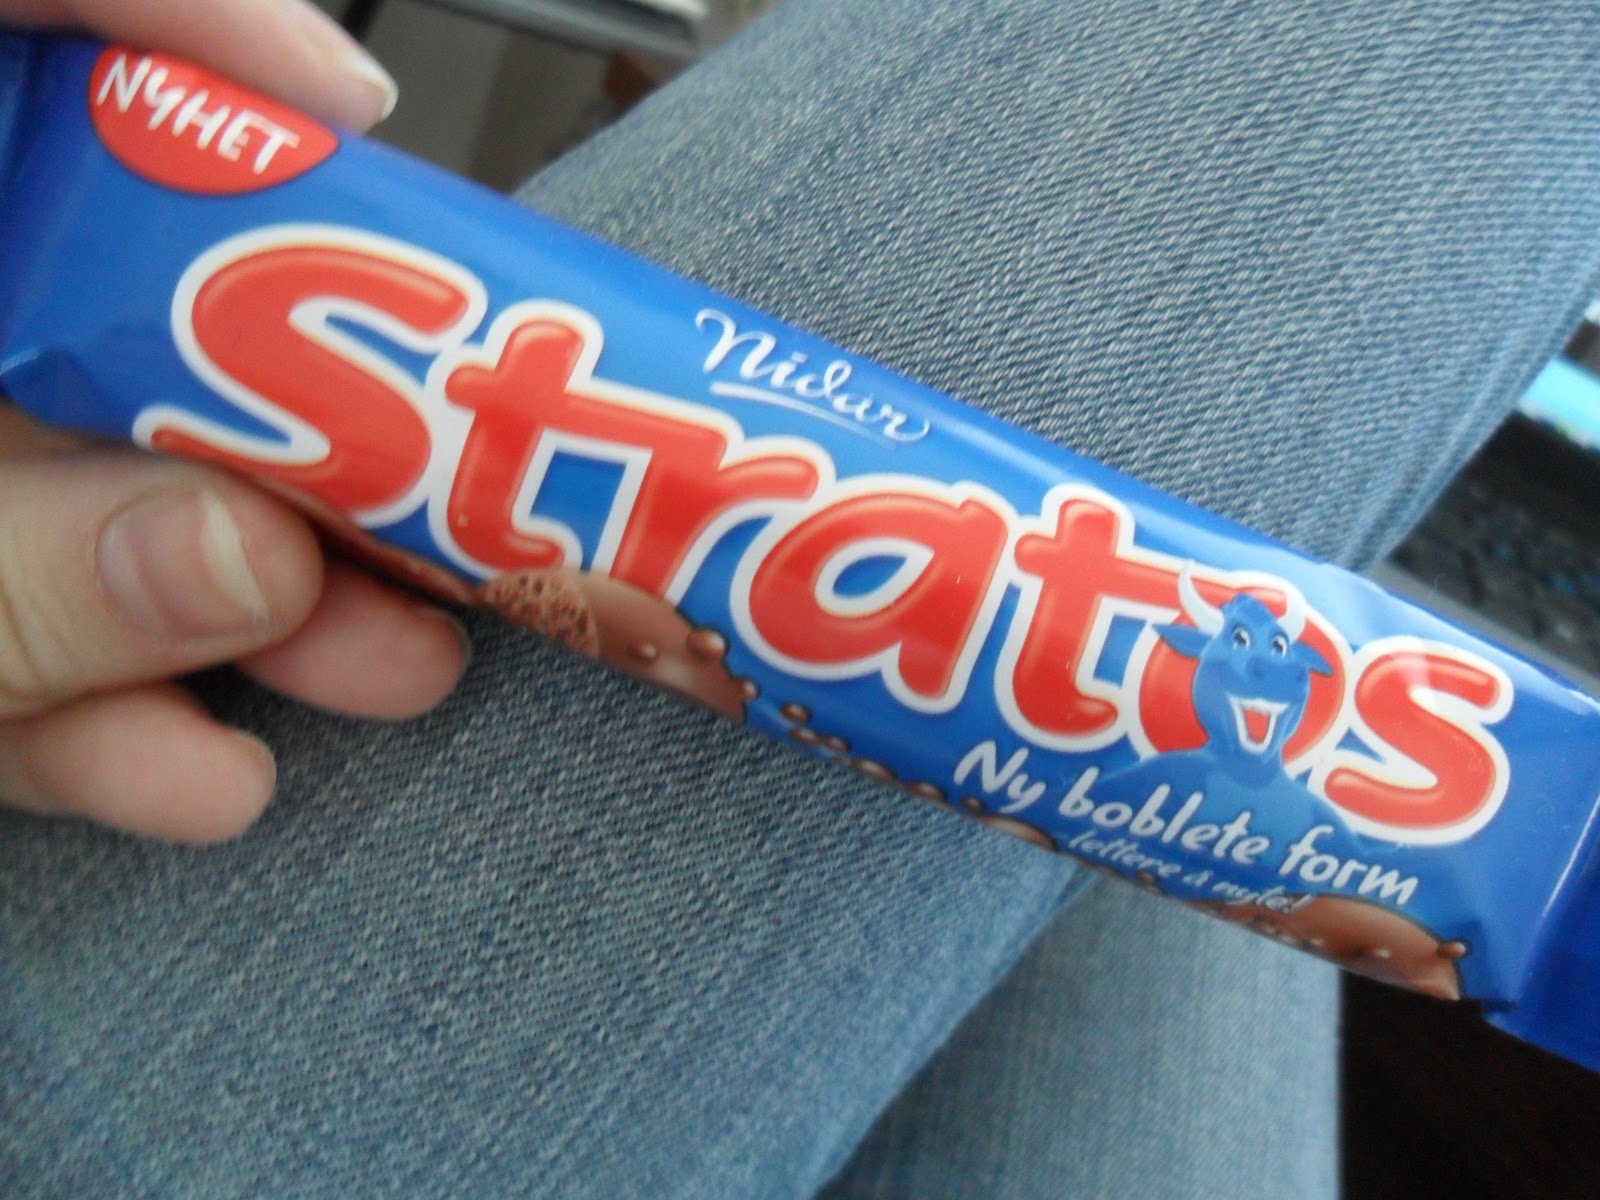 NYHET
Nidar
Stratos
Ny boblete form
lettere å nyte!